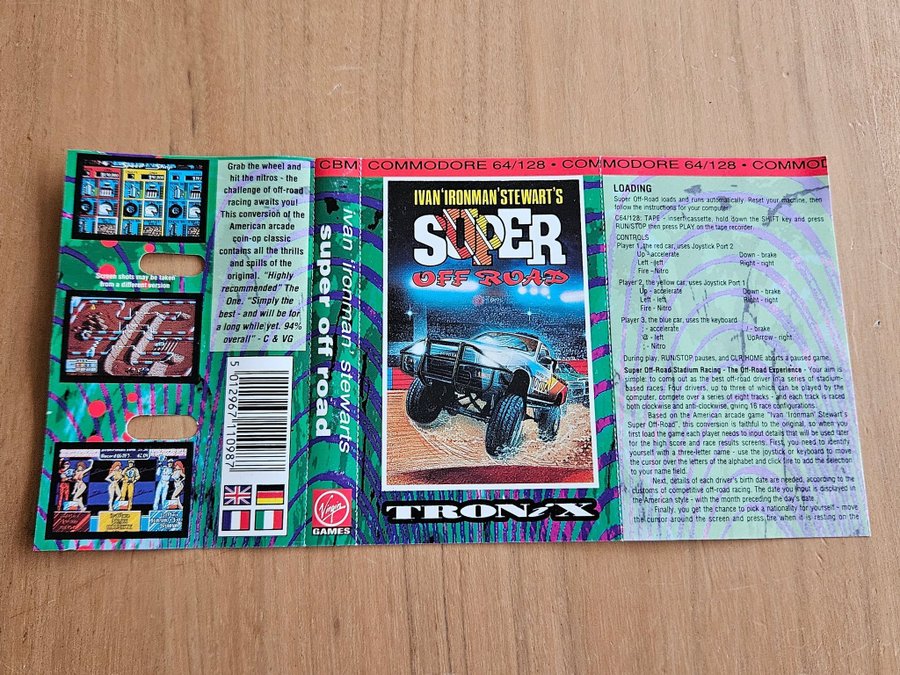 Screen shots may be taken
from a different version
Grab the wheel and
hit the nitros - the
challenge of off-road
racing awaits you!
This conversion of the
American arcade
coin-op classic
contains all the thrills
and spills of the
original. "Highly
recommended" The
One. "Simply the
best - and will be for
a long while yet. 94%
overall" - C & VG
5 012967 110987
CBM
ivan 'ironman' stewars
super off road
Virgin
GAMES
COMMODORE 64/128 • COMMODORE 64/128 • COMMOD
IVAN 'IRONMAN' STEWART'S
SUPER
OFF ROAD
TRONIX
LOADING
Super Off-Road loads and runs automatically. Reset your machine, then
follow the instructions for your computer.
C64/128: TAPE - insert cassette, hold down the SHIFT key and press
RUN/STOP then press PLAY on the tape recorder.
CONTROLS
Player 1, the red car, uses Joystick Port 2
Up - accelerate Down - brake
Left - left Right - right
Fire - Nitro
Player 2, the yellow car, uses Joystick Port 1
Up - accelerate Down - brake
Left - left Right - right
Fire - Nitro
Player 3, the blue car, uses the keyboard
- accelerate / - brake
@ - left UpArrow - right
; - Nitro
During play, RUN/STOP pauses, and CLR/HOME aborts a paused game.
Super Off-Road Stadium Racing - The Off-Road Experience - Your aim is
simple: to come out as the best off-road driver in a series of stadium-
based races. Four drivers, up to three of which can be played by the
computer, compete over a series of eight tracks - and each track is raced
both clockwise and anti-clockwise, giving 16 race configurations.
Based on the American arcade game "Ivan 'Ironman' Stewart's
Super Off-Road", this conversion is faithful to the original, so when you
first load the game each player needs to input details that will be used later
for the high score and race results screens. First, you need to identify
yourself with a three-letter name - use the joystick or keyboard to move
the cursor over the letters of the alphabet and click fire to add the selection
to your name field.
Next, details of each driver's birth date are needed, according to the
customs of competitive off-road racing. The date you input is displayed in
the American style - with the month preceding the day's date.
Finally, you get the chance to pick a nationality for yourself - move
the cursor around the screen and press fire when it is resting on the